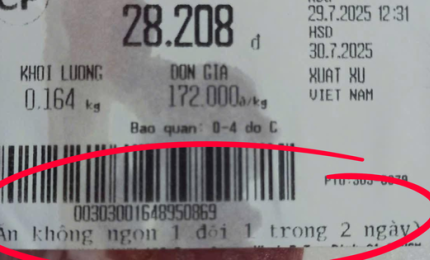 CP
28.208 đ
29.7.2025 12:31
HSD
30.7.2025
KHOI LUONG
0.164 kg
DON GIA
172.000đ/kg
XUAT XU
VIET NAM
Bao quan: 0-4 do C
00303001648950869
Ăn không ngon 1 đổi 1 trong 2 ngày)